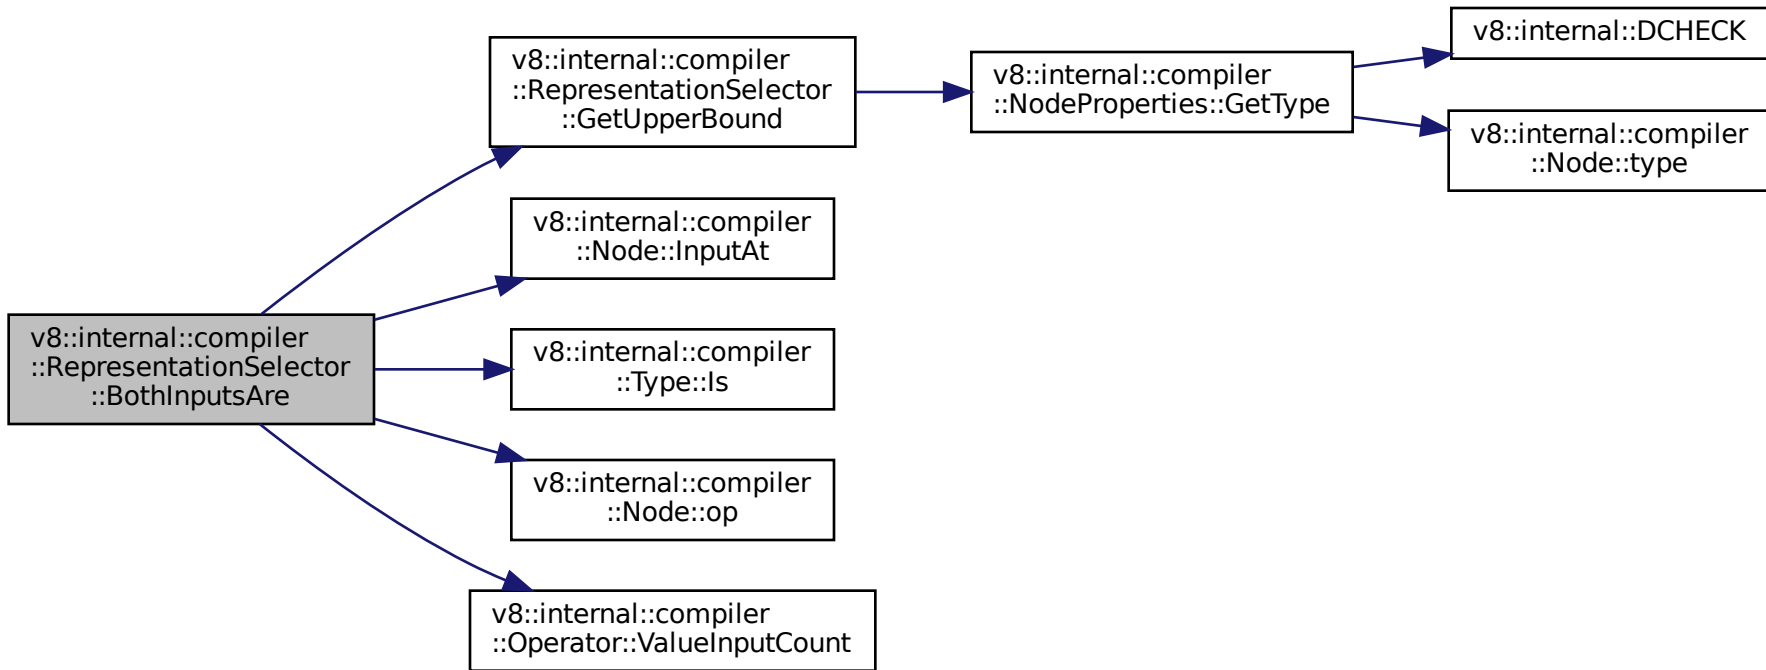 v8::internal::compiler
::RepresentationSelector
::BothInputsAre
v8::internal::compiler
::RepresentationSelector
::GetUpperBound
v8::internal::compiler
::NodeProperties::GetType
v8::internal::DCHECK
v8::internal::compiler
::Node::type
v8::internal::compiler
::Node::InputAt
v8::internal::compiler
::Type::Is
v8::internal::compiler
::Node::op
v8::internal::compiler
::Operator::ValueInputCount